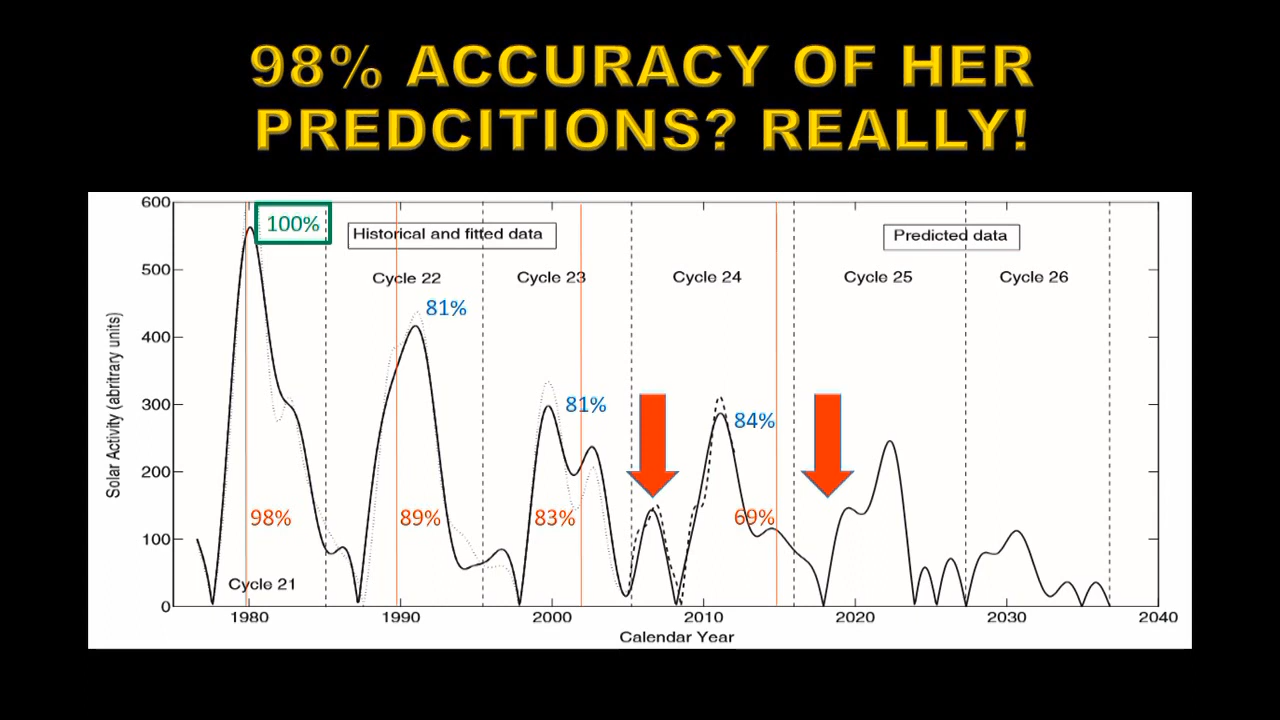 98% ACCURACY OF HER
PREDCITIONS? REALLY!
600
500
400
300
200
100
0
Solar Activity (abritrary units)
100%
Historical and fitted data
Predicted data
Cycle 22
Cycle 23
Cycle 24
Cycle 25
Cycle 26
81%
81%
84%
98%
89%
83%
69%
Cycle 21
1980
1990
2000
2010
2020
2030
2040
Calendar Year